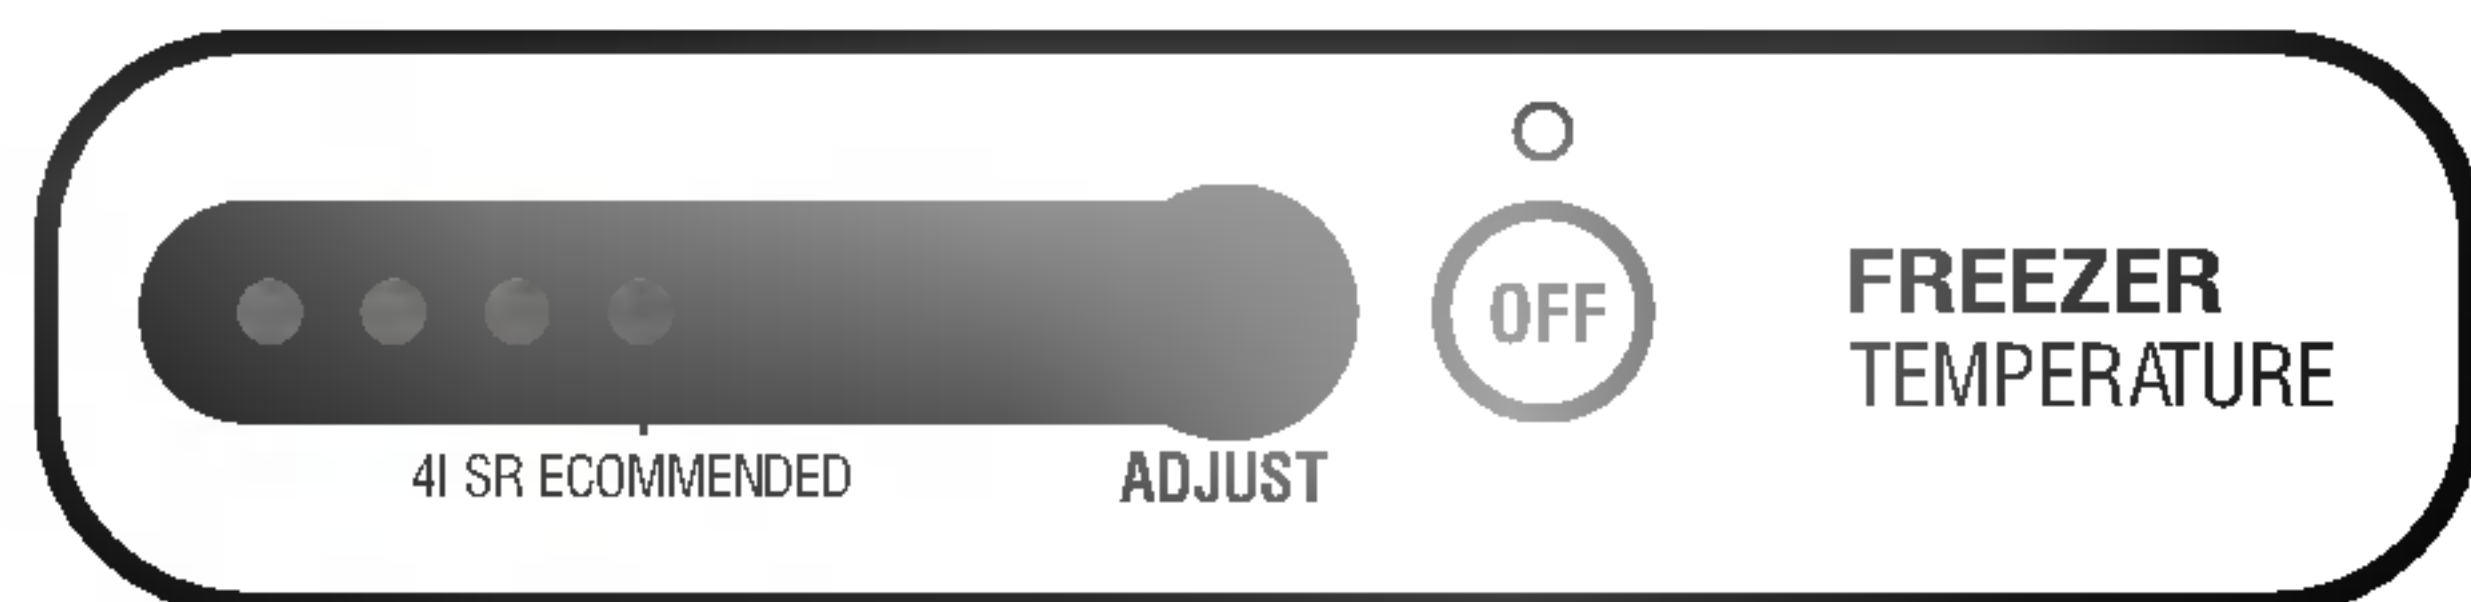 OFF
FREEZER
TEMPERATURE
4I SR ECOMMENDED
ADJUST